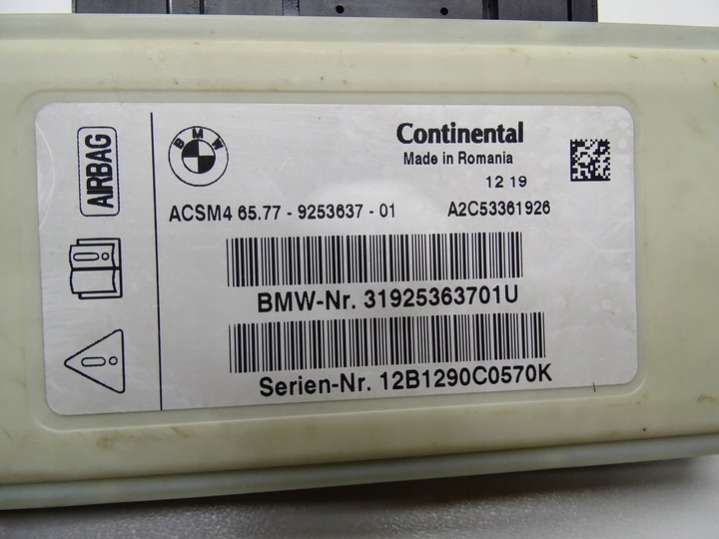 AIRBAG
BMW
Continental
Made in Romania
12 19
ACSM4 65.77 - 9253637 - 01 A2C53361926
BMW-Nr. 31925363701U
Serien-Nr. 12B1290C0570K